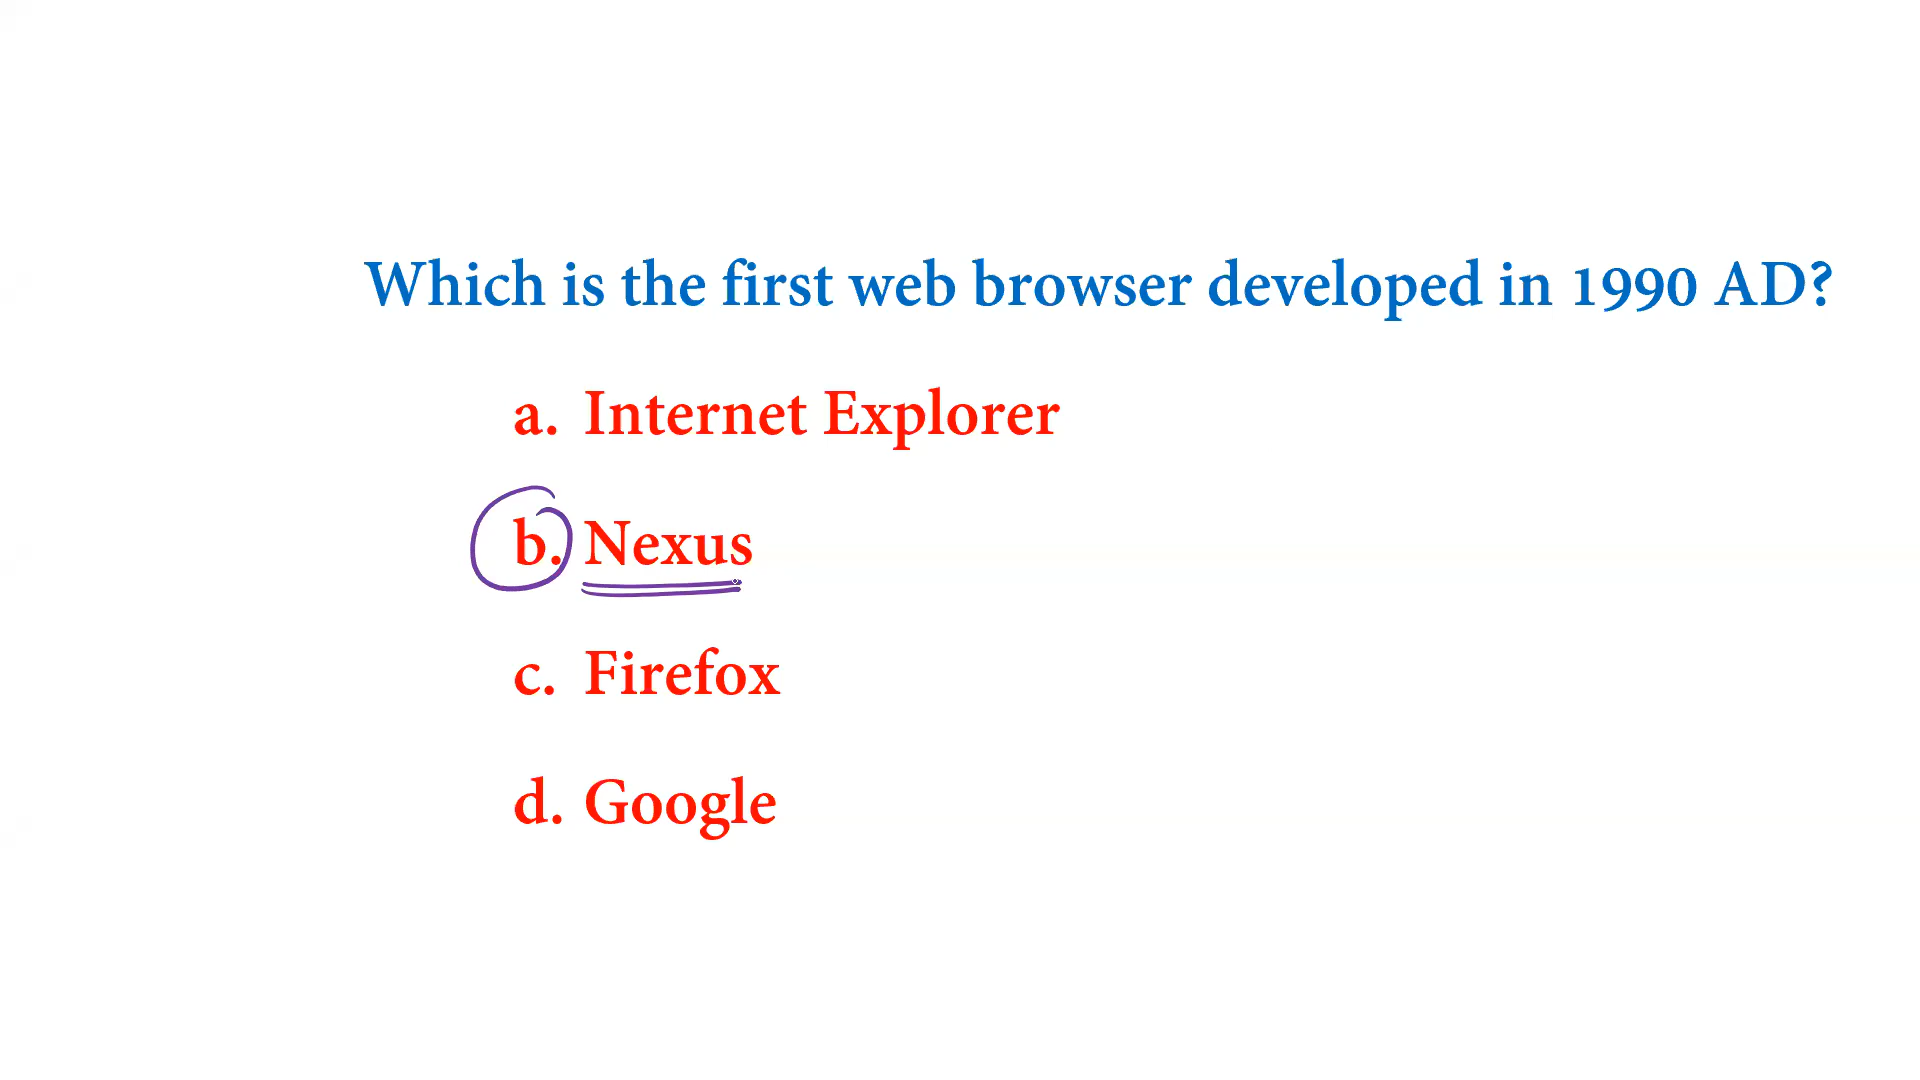 Which is the first web browser developed in 1990 AD?
a. Internet Explorer
b. Nexus
c. Firefox
d. Google